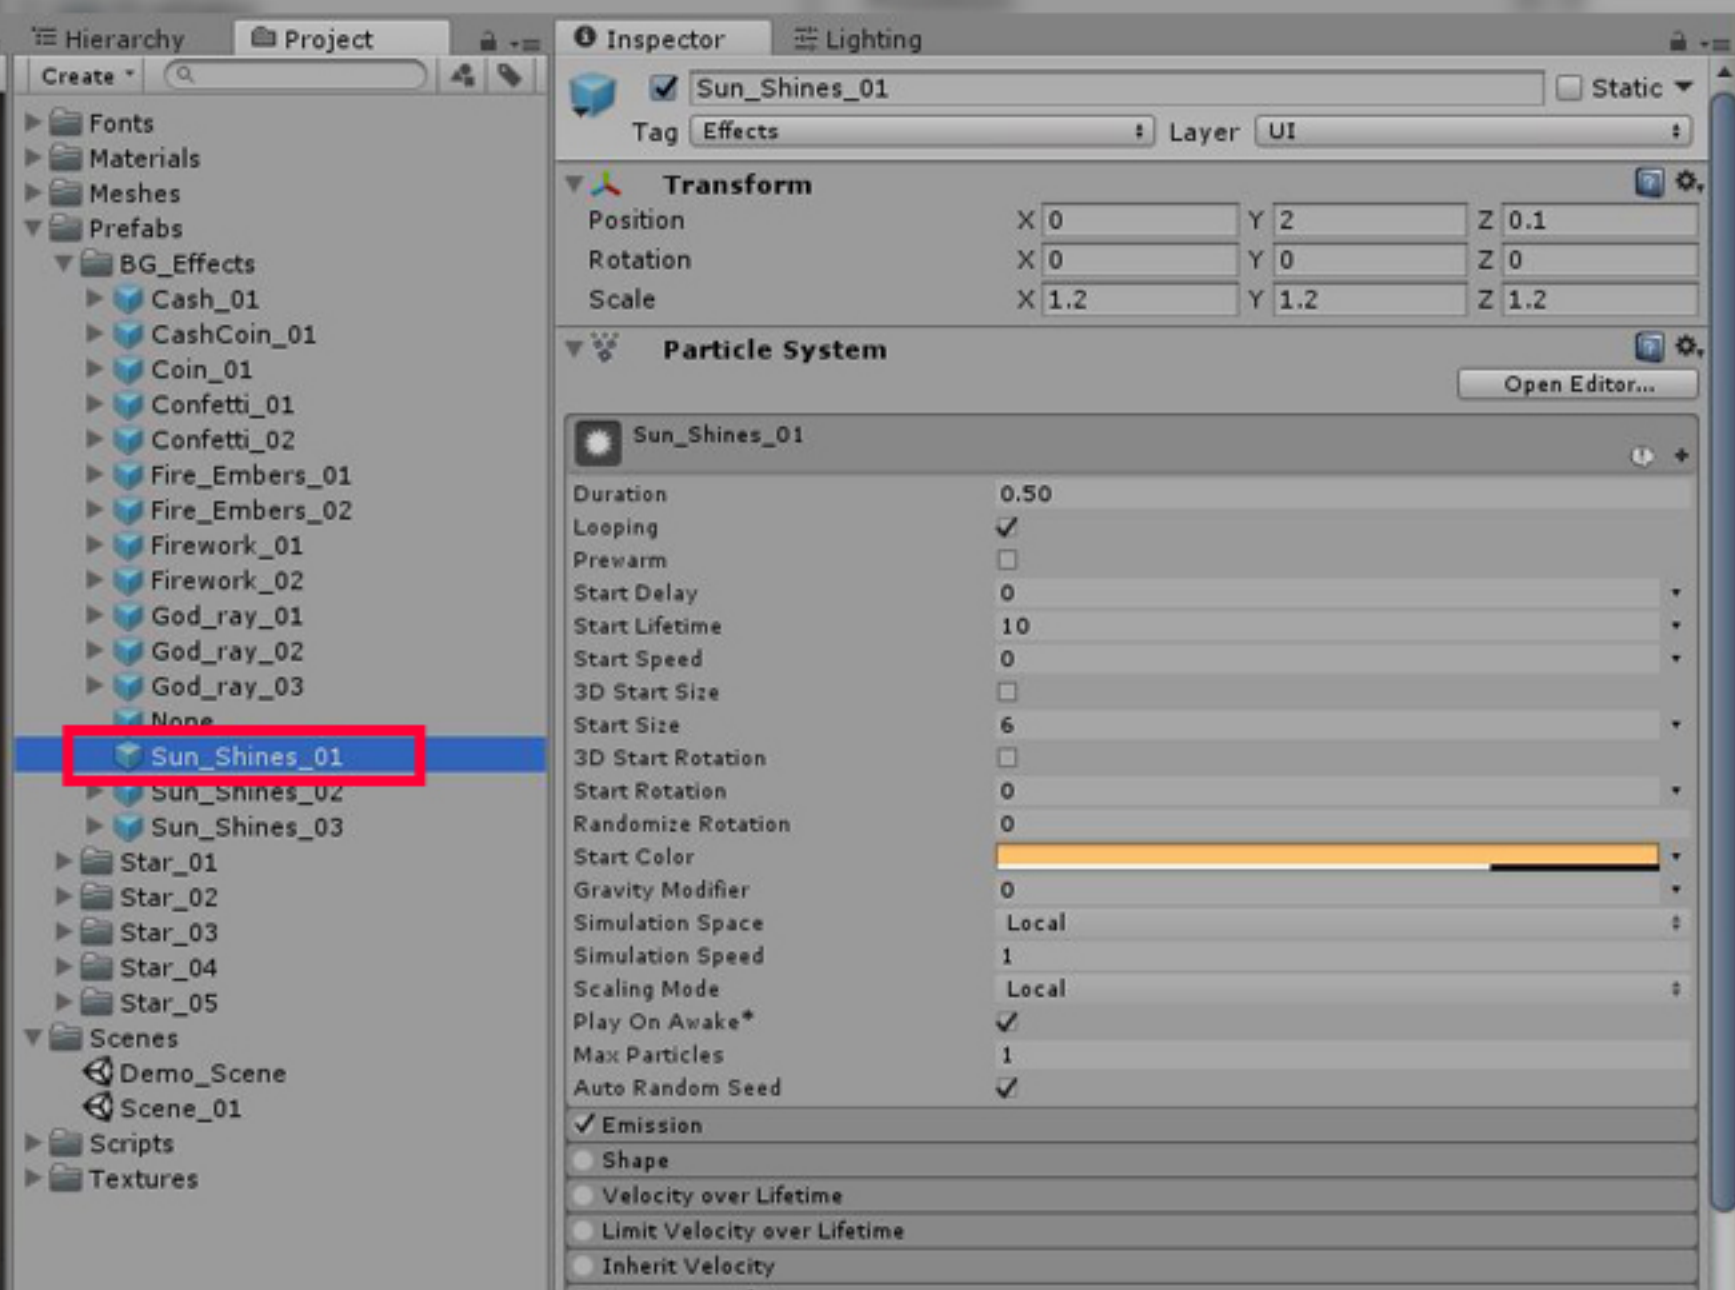 Hierarchy
Project
Create
Fonts
Materials
Meshes
Prefabs
BG_Effects
Cash_01
CashCoin_01
Coin_01
Confetti_01
Confetti_02
Fire_Embers_01
Fire_Embers_02
Firework_01
Firework_02
God_ray_01
God_ray_02
God_ray_03
None
Sun_Shines_01
Sun_Shines_02
Sun_Shines_03
Star_01
Star_02
Star_03
Star_04
Star_05
Scenes
Demo_Scene
Scene_01
Scripts
Textures
Inspector
Lighting
Sun_Shines_01 Static
Tag Effects Layer UI
Transform
Position X 0 Y 2 Z 0.1
Rotation X 0 Y 0 Z 0
Scale X 1.2 Y 1.2 Z 1.2
Particle System
Open Editor...
Sun_Shines_01
Duration 0.50
Looping
Prewarm
Start Delay 0
Start Lifetime 10
Start Speed 0
3D Start Size
Start Size 6
3D Start Rotation
Start Rotation 0
Randomize Rotation 0
Start Color
Gravity Modifier 0
Simulation Space Local
Simulation Speed 1
Scaling Mode Local
Play On Awake*
Max Particles 1
Auto Random Seed
Emission
Shape
Velocity over Lifetime
Limit Velocity over Lifetime
Inherit Velocity